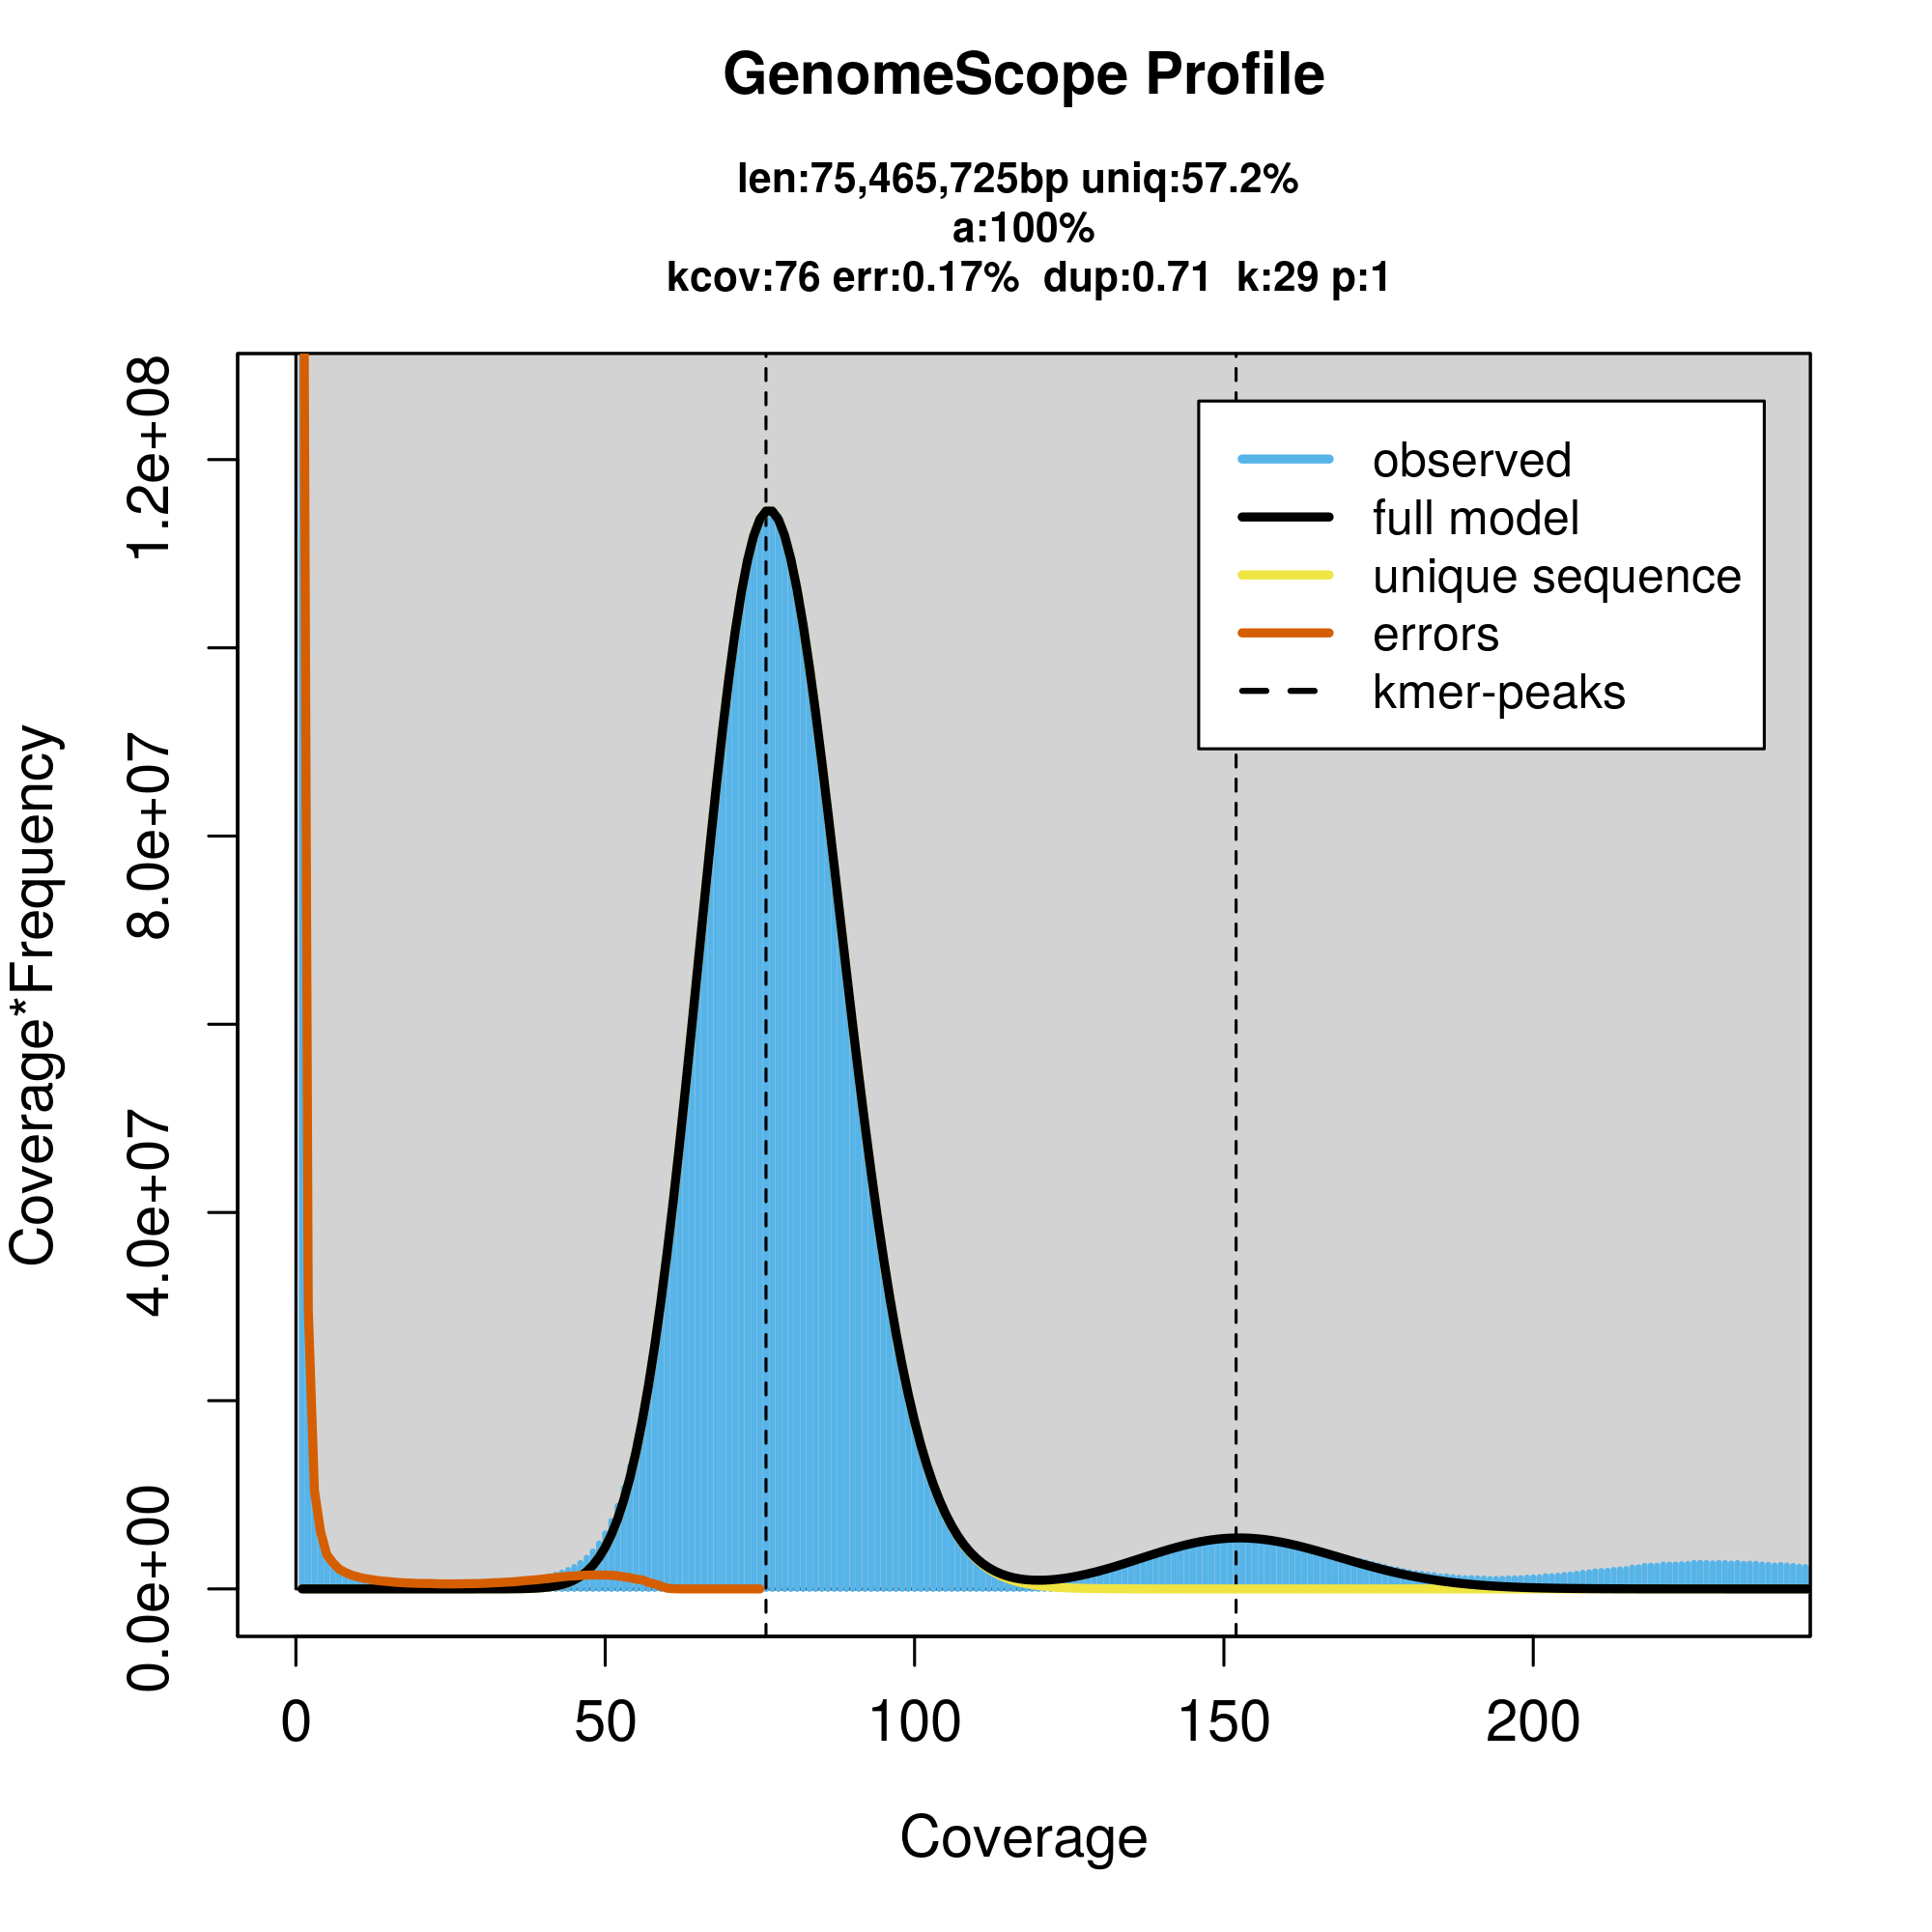 GenomeScope Profile
len:75,465,725bp uniq:57.2%
a:100%
kcov:76 err:0.17%  dup:0.71  k:29 p:1
observed
full model
unique sequence
errors
kmer-peaks
Coverage*Frequency
1.2e+08
8.0e+07
4.0e+07
0.0e+00
0 50 100 150 200
Coverage